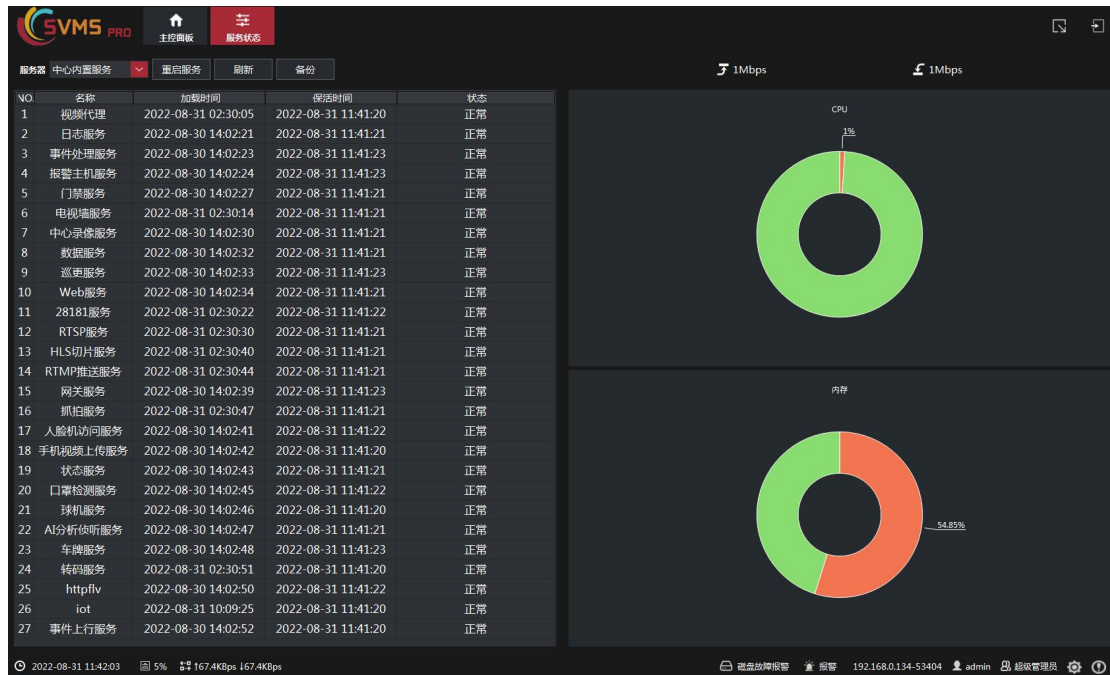 SVMS PRO
主控面板 服务状态
服务器 中心内置服务 重启服务 刷新 备份 1Mbps 1Mbps
NO. 名称 加载时间 保活时间 状态
1 视频代理 2022-08-31 02:30:05 2022-08-31 11:41:20 正常
2 日志服务 2022-08-30 14:02:21 2022-08-31 11:41:21 正常
3 事件处理服务 2022-08-30 14:02:23 2022-08-31 11:41:23 正常
4 报警主机服务 2022-08-30 14:02:24 2022-08-31 11:41:23 正常
5 门禁服务 2022-08-30 14:02:27 2022-08-31 11:41:21 正常
6 电视墙服务 2022-08-31 02:30:14 2022-08-31 11:41:21 正常
7 中心录像服务 2022-08-30 14:02:30 2022-08-31 11:41:21 正常
8 数据服务 2022-08-30 14:02:32 2022-08-31 11:41:21 正常
9 巡更服务 2022-08-30 14:02:33 2022-08-31 11:41:23 正常
10 Web服务 2022-08-30 14:02:34 2022-08-31 11:41:21 正常
11 28181服务 2022-08-31 02:30:22 2022-08-31 11:41:22 正常
12 RTSP服务 2022-08-31 02:30:30 2022-08-31 11:41:21 正常
13 HLS切片服务 2022-08-31 02:30:40 2022-08-31 11:41:21 正常
14 RTMP推送服务 2022-08-31 02:30:44 2022-08-31 11:41:21 正常
15 网关服务 2022-08-30 14:02:39 2022-08-31 11:41:23 正常
16 抓拍服务 2022-08-31 02:30:47 2022-08-31 11:41:21 正常
17 人脸机访问服务 2022-08-30 14:02:41 2022-08-31 11:41:22 正常
18 手机视频上传服务 2022-08-30 14:02:42 2022-08-31 11:41:20 正常
19 状态服务 2022-08-30 14:02:43 2022-08-31 11:41:21 正常
20 口罩检测服务 2022-08-30 14:02:45 2022-08-31 11:41:22 正常
21 球机服务 2022-08-30 14:02:46 2022-08-31 11:41:20 正常
22 AI分析侦听服务 2022-08-30 14:02:47 2022-08-31 11:41:21 正常
23 车牌服务 2022-08-30 14:02:48 2022-08-31 11:41:23 正常
24 转码服务 2022-08-31 02:30:51 2022-08-31 11:41:20 正常
25 httpflv 2022-08-30 14:02:50 2022-08-31 11:41:22 正常
26 iot 2022-08-31 10:09:25 2022-08-31 11:41:20 正常
27 事件上行服务 2022-08-30 14:02:52 2022-08-31 11:41:20 正常
CPU
1%
内存
54.85%
2022-08-31 11:42:03 5% ↑67.4KBps ↓67.4KBps 磁盘故障报警 报警 192.168.0.134-53404 admin 超级管理员